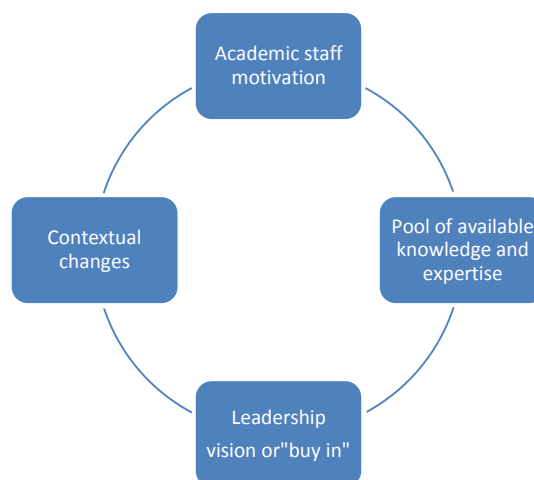 Academic staff
motivation
Pool of available
knowledge and
expertise
Leadership
vision or"buy in"
Contextual
changes